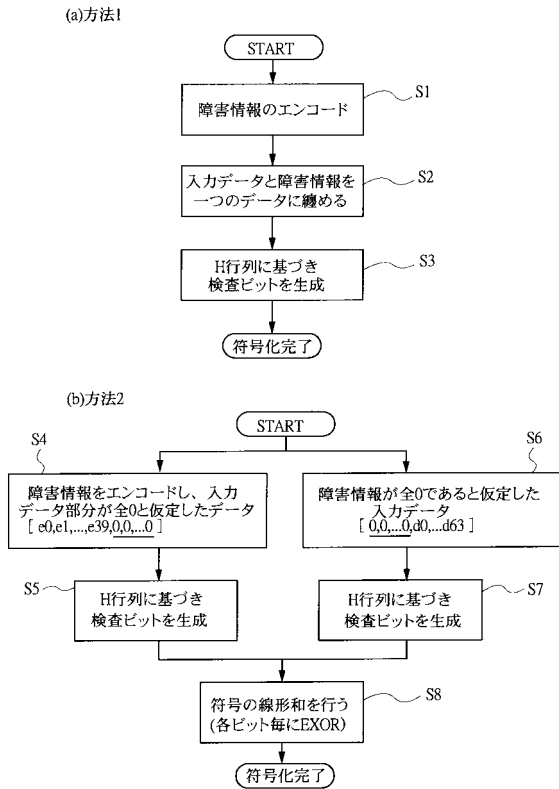 (a)方法1
START
S1
障害情報のエンコード
S2
入力データと障害情報を
一つのデータに纏める
S3
H行列に基づき
検査ビットを生成
符号化完了
(b)方法2
START
S4
障害情報をエンコードし、入力
データ部分が全0と仮定したデータ
[ e0,e1,...,e39,0,0,...0 ]
S6
障害情報が全0であると仮定した
入力データ
[ 0,0,...0,d0,...d63 ]
S5
H行列に基づき
検査ビットを生成
S7
H行列に基づき
検査ビットを生成
S8
符号の線形和を行う
(各ビット毎にEXOR)
符号化完了